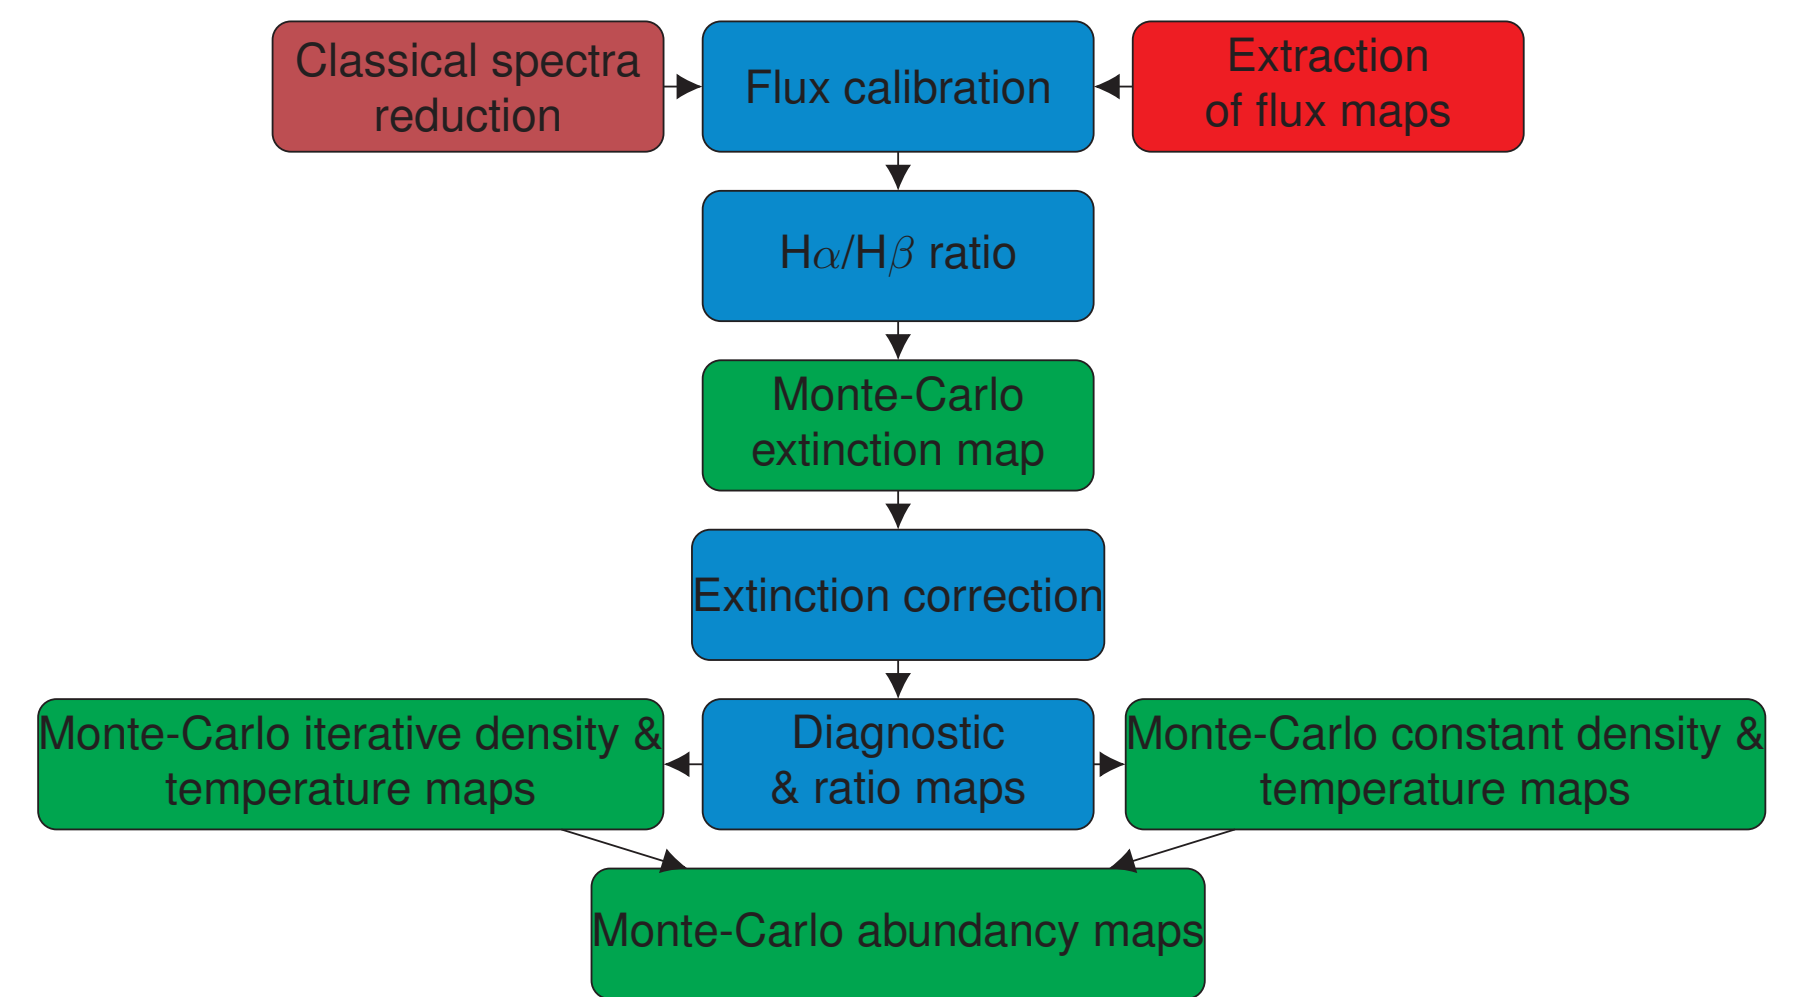 Classical spectra
reduction
Flux calibration
Extraction
of flux maps
Hα/Hβ ratio
Monte-Carlo
extinction map
Extinction correction
Monte-Carlo iterative density &
temperature maps
Diagnostic
& ratio maps
Monte-Carlo constant density &
temperature maps
Monte-Carlo abundancy maps